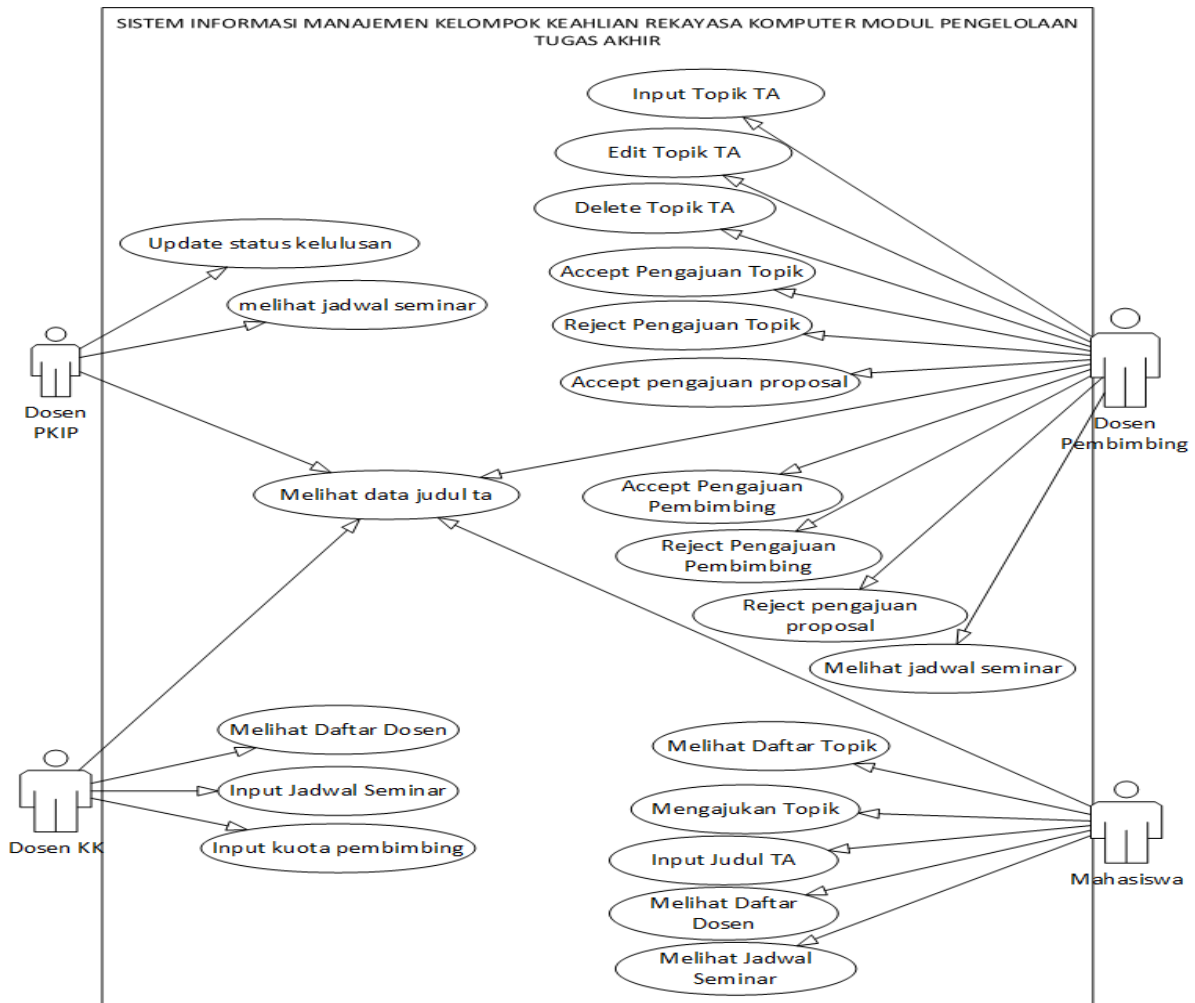 SISTEM INFORMASI MANAJEMEN KELOMPOK KEAHLIAN REKAYASA KOMPUTER MODUL PENGELOLAAN
TUGAS AKHIR
Input Topik TA
Edit Topik TA
Delete Topik TA
Update status kelulusan
Accept Pengajuan Topik
melihat jadwal seminar
Reject Pengajuan Topik
Accept pengajuan proposal
Dosen
PKIP
Dosen
Pembimbing
Melihat data judul ta
Accept Pengajuan
Pembimbing
Reject Pengajuan
Pembimbing
Reject pengajuan
proposal
Melihat jadwal seminar
Melihat Daftar Dosen
Input Jadwal Seminar
Input kuota pembimbing
Dosen KK
Melihat Daftar Topik
Mengajukan Topik
Input Judul TA
Melihat Daftar
Dosen
Melihat Jadwal
Seminar
Mahasiswa